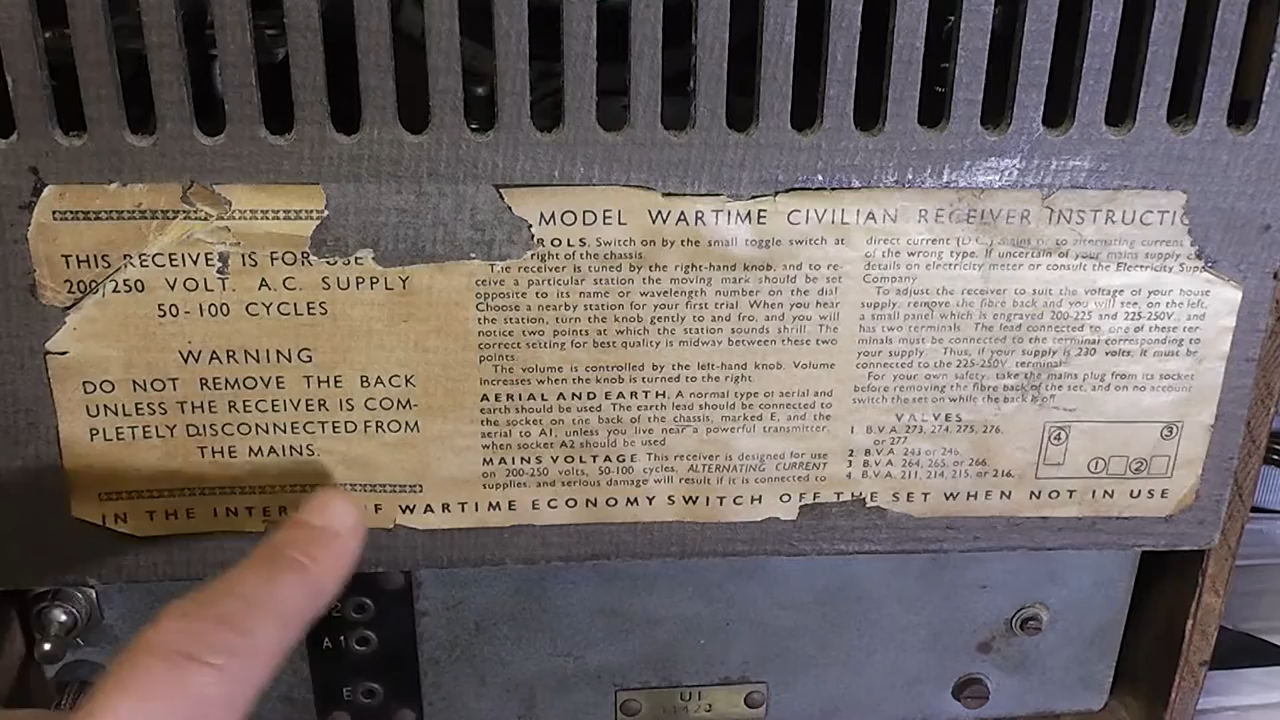 THIS RECEIVER IS FOR USE
200/250 VOLT. A.C. SUPPLY
50-100 CYCLES
WARNING
DO NOT REMOVE THE BACK
UNLESS THE RECEIVER IS COM-
PLETELY DISCONNECTED FROM
THE MAINS.
MODEL WARTIME CIVILIAN RECEIVER INSTRUCTIO
ROLS. Switch on by the small toggle switch at
right of the chassis.
The receiver is tuned by the right-hand knob, and to re-
ceive a particular station the moving mark should be set
opposite to its name or wavelength number on the dial
Choose a nearby station for your first trial. When you hear
the station, turn the knob gently to and fro, and you will
notice two points at which the station sounds shrill. The
correct setting for best quality is midway between these two
points.
The volume is controlled by the left-hand knob. Volume
increases when the knob is turned to the right.
AERIAL AND EARTH. A normal type of aerial and
earth should be used. The earth lead should be connected to
the socket on the back of the chassis, marked E, and the
aerial to A1, unless you live near a powerful transmitter,
when socket A2 should be used.
MAINS VOLTAGE. This receiver is designed for use
on 200-250 volts, 50-100 cycles, ALTERNATING CURRENT
supplies, and serious damage will result if it is connected to
direct current (D.C.) mains or to alternating current
of the wrong type. If uncertain of your mains supply
details on electricity meter or consult the Electricity Supp
Company.
To adjust the receiver to suit the voltage of your house
supply, remove the fibre back and you will see, on the left,
a small panel which is engraved 200-225 and 225-250V. and
has two terminals. The lead connected to one of these ter-
minals must be connected to the terminal corresponding to
your supply. Thus, if your supply is 230 volts, it must be
connected to the 225-250V. terminal.
For your own safety, take the mains plug from its socket
before removing the fibre back of the set, and on no account
switch the set on while the back is off.
VALVES
1 B.V.A. 273, 274, 275, 276,
or 277.
2 B.V.A. 243 or 246.
3 B.V.A. 264, 265, or 266.
4 B.V.A. 211, 214, 215, or 216.
4 3
1 2
IN THE INTER F WARTIME ECONOMY SWITCH OFF THE SET WHEN NOT IN USE
2
A 1
E
U1